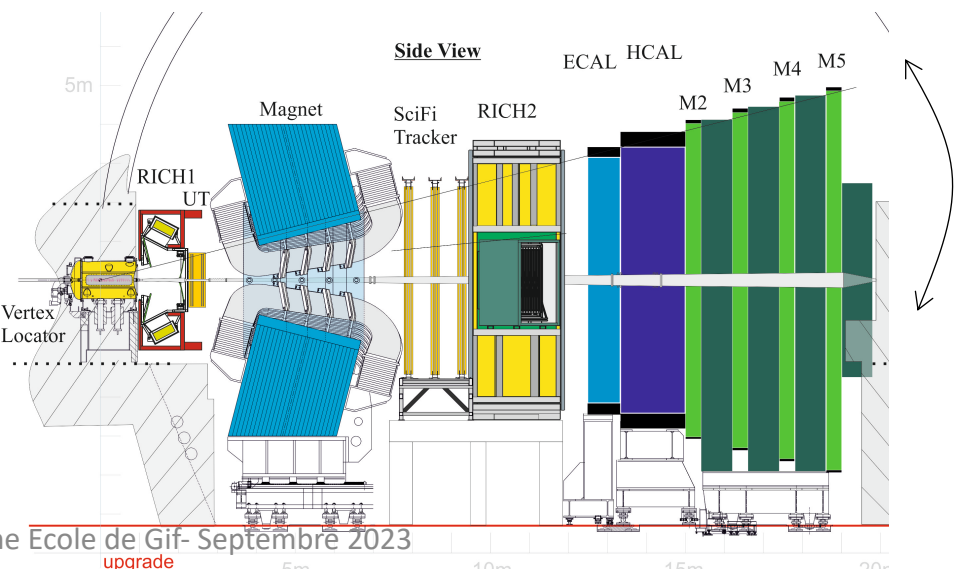 Side View
ECAL
HCAL
M5
M4
M3
M2
5m
Magnet
SciFi
Tracker
RICH2
RICH1
UT
Vertex
Locator
Ecole de Gif- Septembre 2023
upgrade
5m
10m
15m